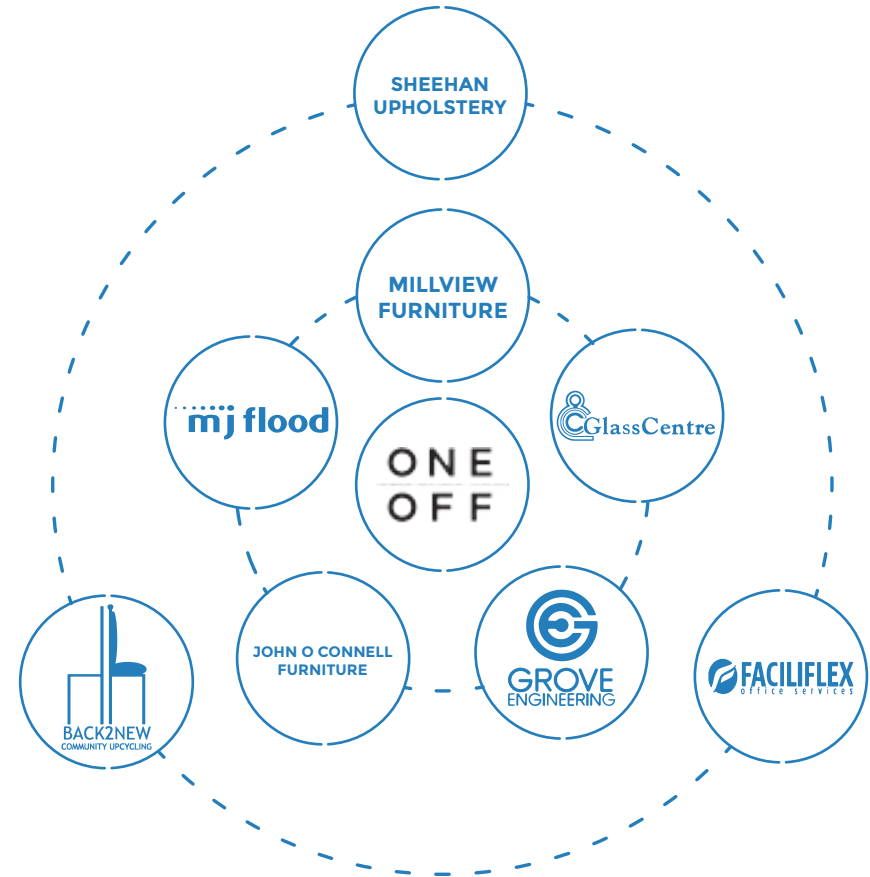 SHEEHAN
UPHOLSTERY
MILLVIEW
FURNITURE
mj flood
GlassCentre
ONE
OFF
JOHN O CONNELL
FURNITURE
GROVE
ENGINEERING
BACK2NEW
COMMUNITY UPCYCLING
FACILIFLEX
office services